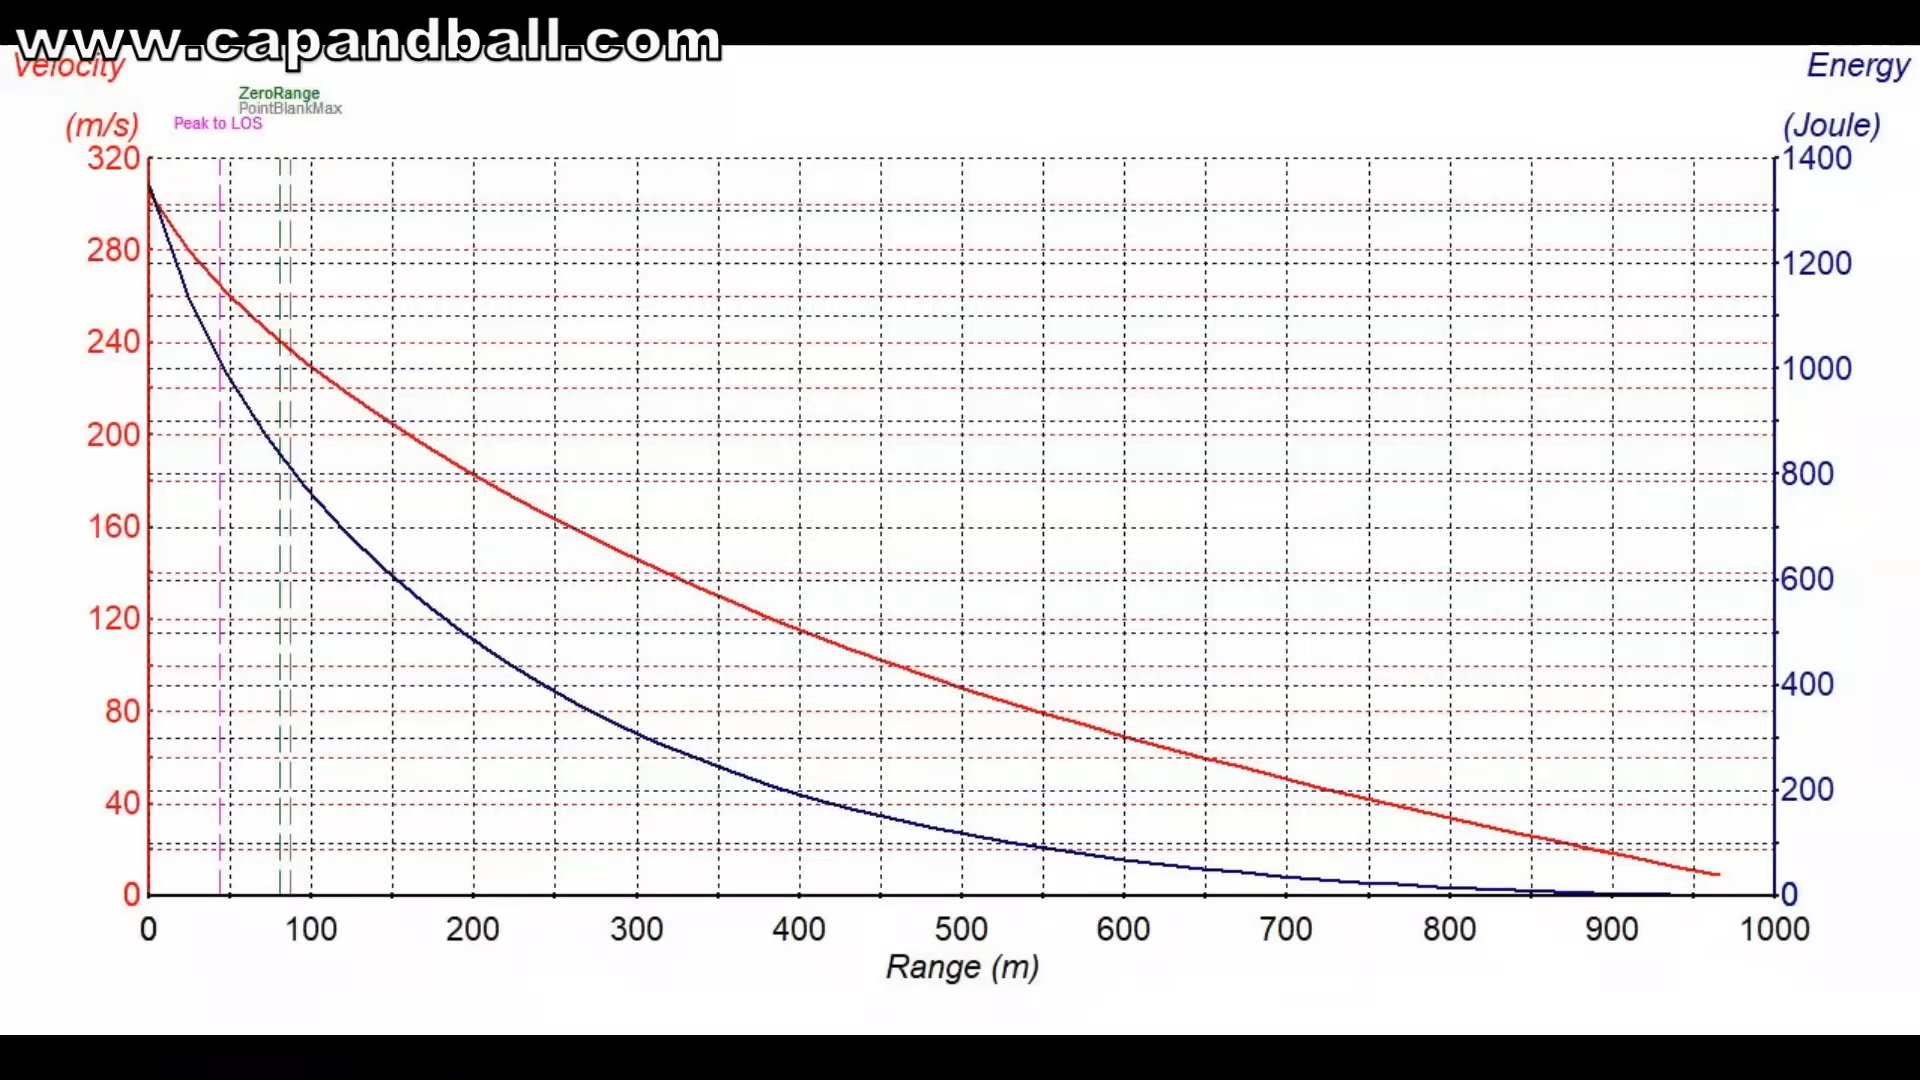 www.capandball.com
Velocity
(m/s)
Energy
(Joule)
ZeroRange
PointBlankMax
Peak to LOS
320
280
240
200
160
120
80
40
0
1400
1200
1000
800
600
400
200
0
0 100 200 300 400 500 600 700 800 900 1000
Range (m)